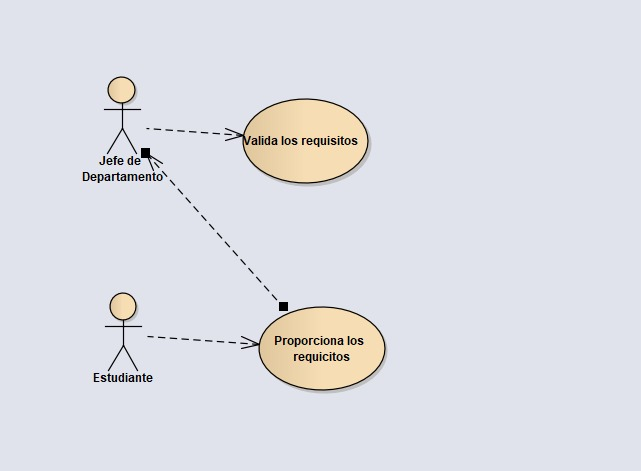 Jefe de
Departamento
Valida los requisitos
Estudiante
Proporciona los
requicitos